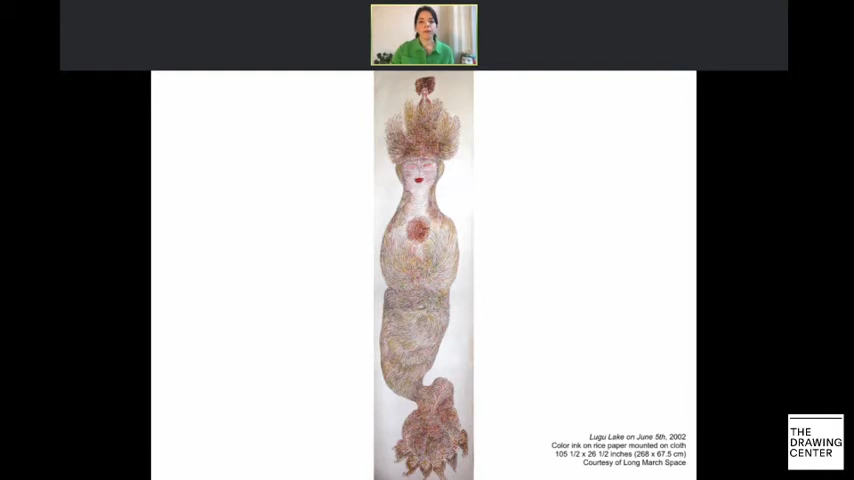 Lugu Lake on June 5th, 2002
Color ink on rice paper mounted on cloth
105 1/2 x 26 1/2 inches (268 x 67.5 cm)
Courtesy of Long March Space
THE
DRAWING
CENTER